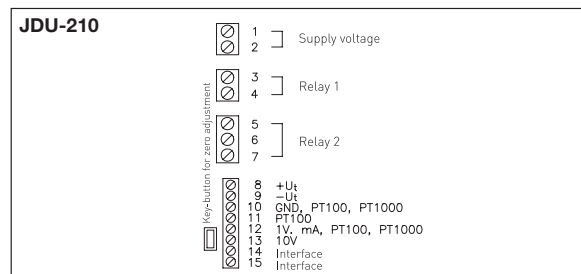 JDU-210
1
2
Supply voltage
3
4
Relay 1
5
6
7
Relay 2
Key-button for zero adjustment
8 +Ut
9 -Ut
10 GND, PT100, PT1000
11 PT100
12 1V. mA, PT100, PT1000
13 10V
14 Interface
15 Interface